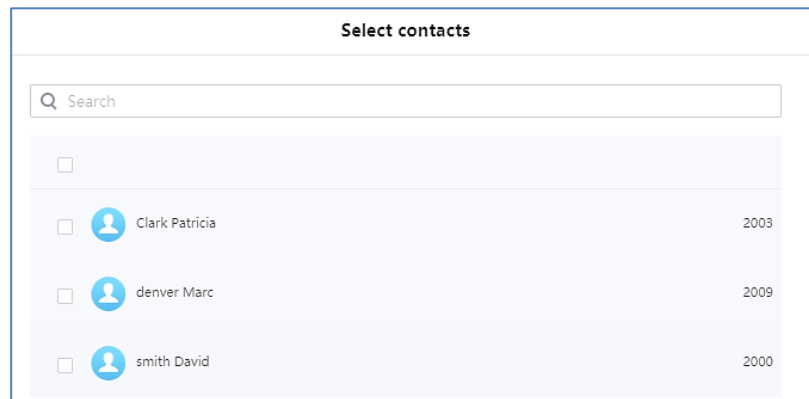 Select contacts
Search
Clark Patricia 2003
denver Marc 2009
smith David 2000